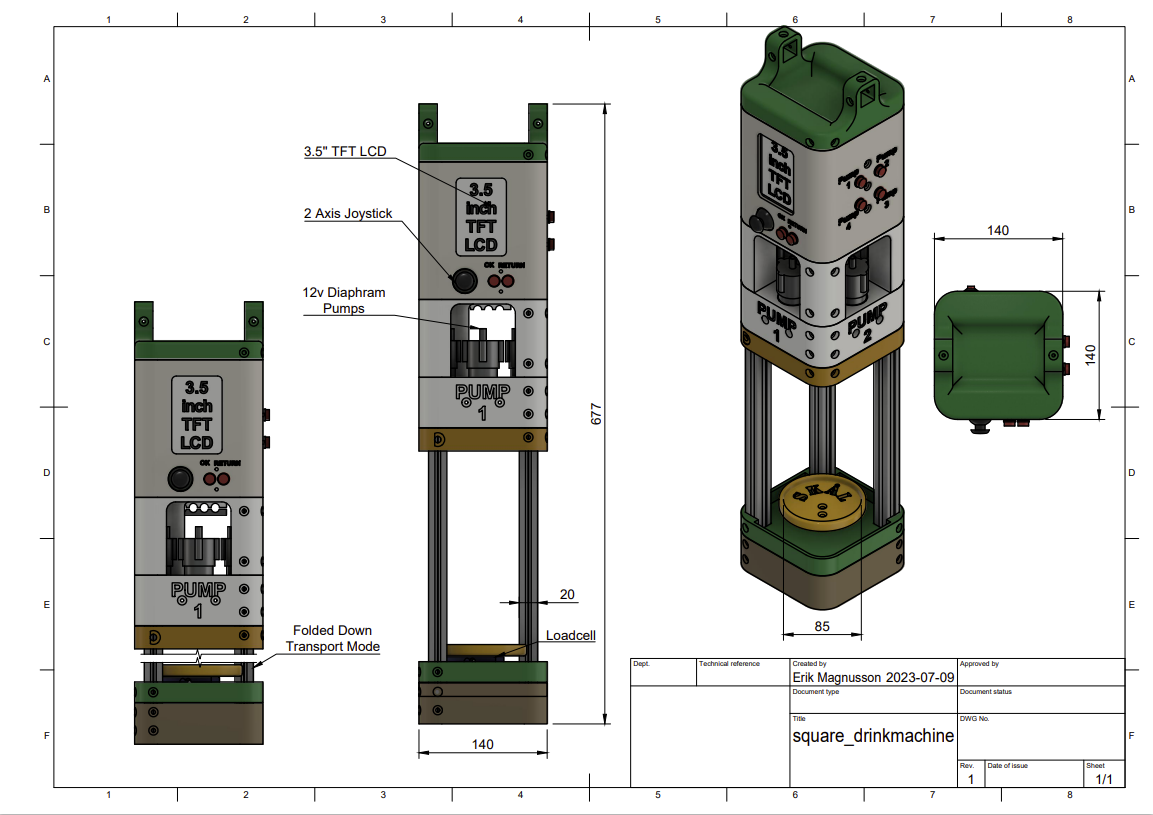 1 2 3 4 5 6 7 8
A A
B B
C C
D D
E E
F F
3.5" TFT LCD
2 Axis Joystick
12v Diaphram
Pumps
3.5
Inch
TFT
LCD
OK RETURN
PUMP
1
677
20
Loadcell
140
3.5
Inch
TFT
LCD
OK RETURN
PUMP
1
Folded Down
Transport Mode
3.5
Inch
TFT
LCD
OK RETURN
Pump
1
Pump
2
Pump
3
Pump
4
PUMP
1
PUMP
2
SKÅL
85
140
140
Dept.
Technical reference
Created by
Erik Magnusson 2023-07-09
Approved by
Document type
Document status
Title
square_drinkmachine
DWG No.
Rev.
1
Date of issue
Sheet
1/1
1 2 3 4 5 6 7 8